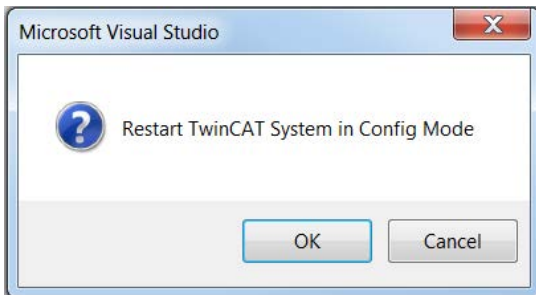 Microsoft Visual Studio
Restart TwinCAT System in Config Mode
OK
Cancel